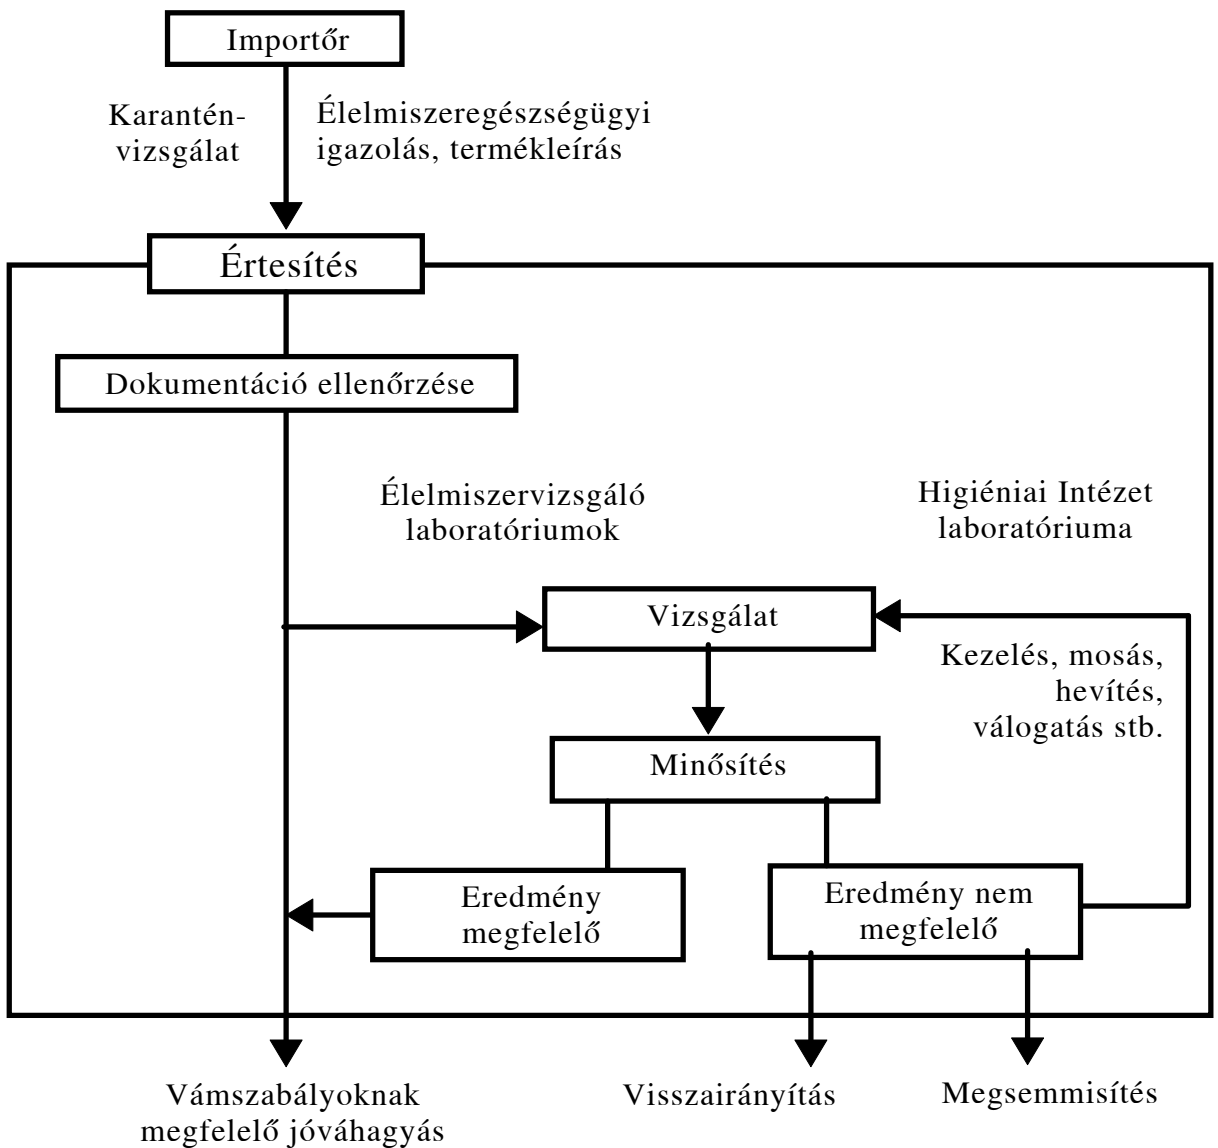 Importőr
Karantén-
vizsgálat
Élelmiszeregészségügyi
igazolás, termékleírás
Értesítés
Dokumentáció ellenőrzése
Élelmiszervizsgáló
laboratóriumok
Higiéniai Intézet
laboratóriuma
Vizsgálat
Kezelés, mosás,
hevítés,
válogatás stb.
Minősítés
Eredmény
megfelelő
Eredmény nem
megfelelő
Vámszabályoknak
megfelelő jóváhagyás
Visszairányítás
Megsemmisítés